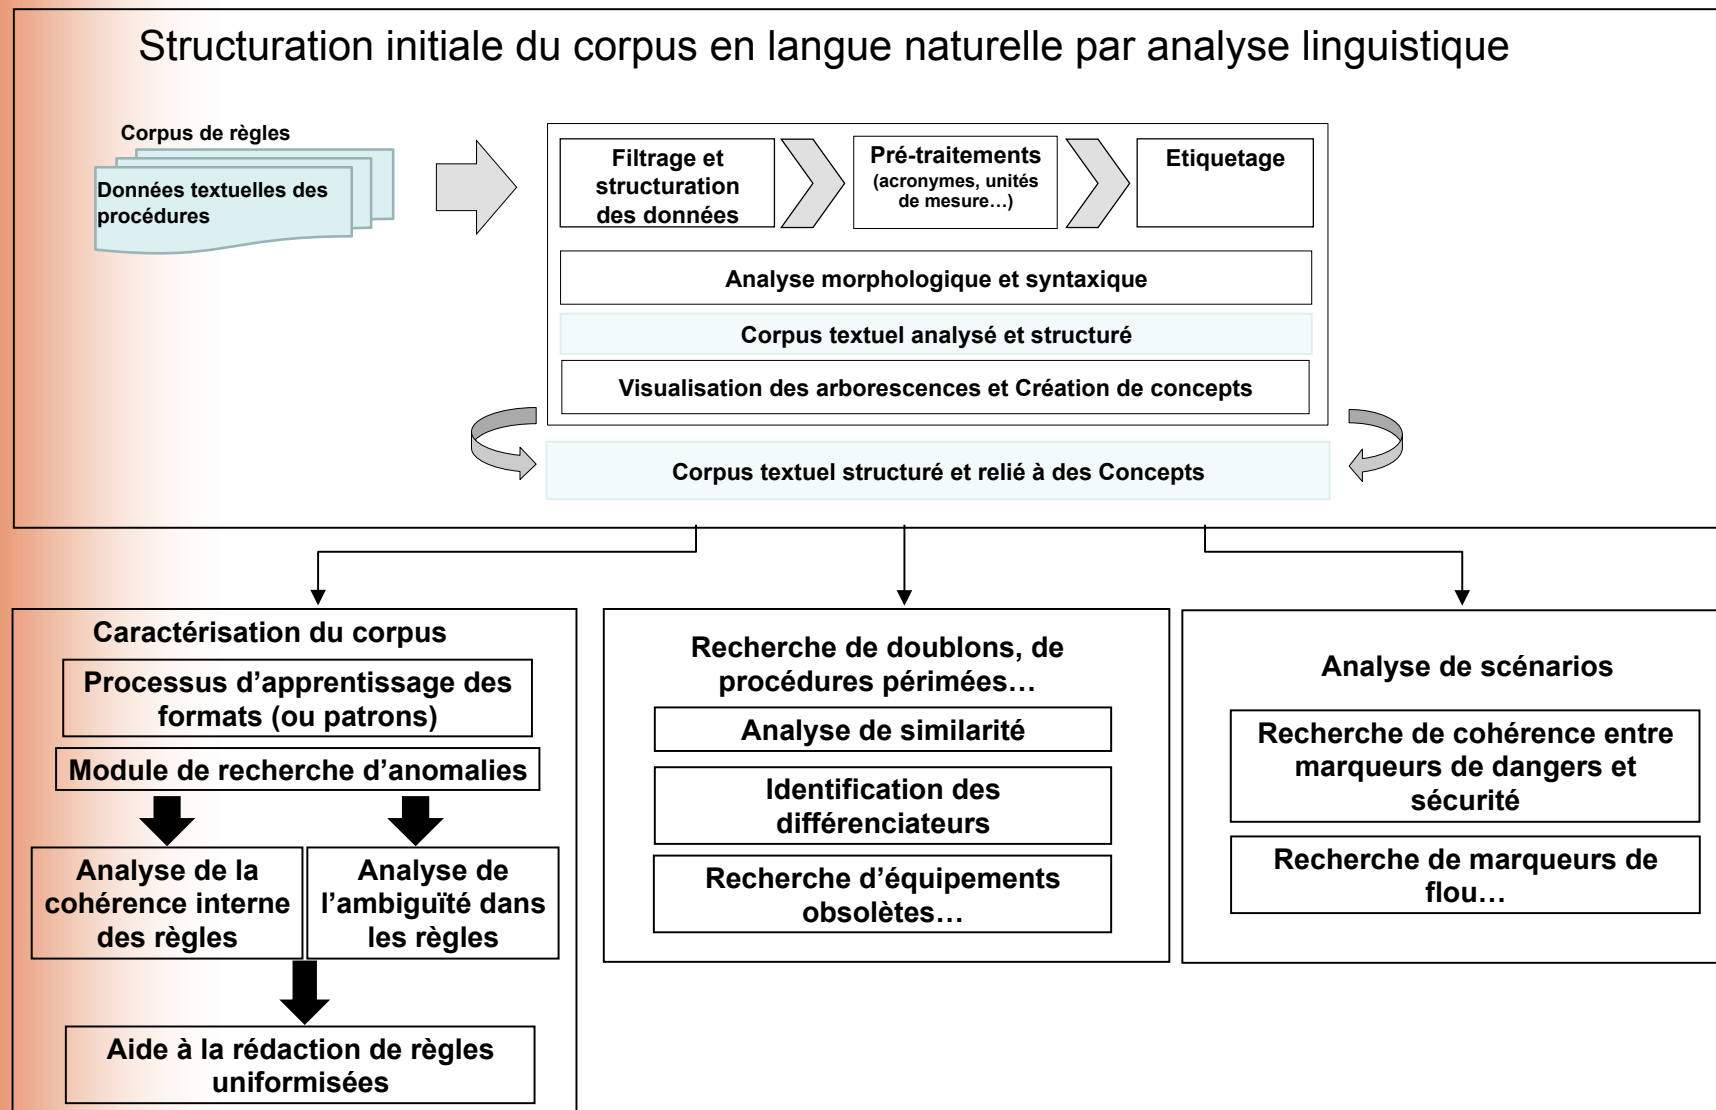 Structuration initiale du corpus en langue naturelle par analyse linguistique
Corpus de règles
Données textuelles des
procédures
Filtrage et
structuration
des données
Pré-traitements
(acronymes, unités
de mesure…)
Etiquetage
Analyse morphologique et syntaxique
Corpus textuel analysé et structuré
Visualisation des arborescences et Création de concepts
Corpus textuel structuré et relié à des Concepts
Caractérisation du corpus
Processus d’apprentissage des
formats (ou patrons)
Module de recherche d’anomalies
Analyse de la
cohérence interne
des règles
Analyse de
l’ambiguïté dans
les règles
Aide à la rédaction de règles
uniformisées
Recherche de doublons, de
procédures périmées…
Analyse de similarité
Identification des
différenciateurs
Recherche d’équipements
obsolètes…
Analyse de scénarios
Recherche de cohérence entre
marqueurs de dangers et
sécurité
Recherche de marqueurs de
flou…